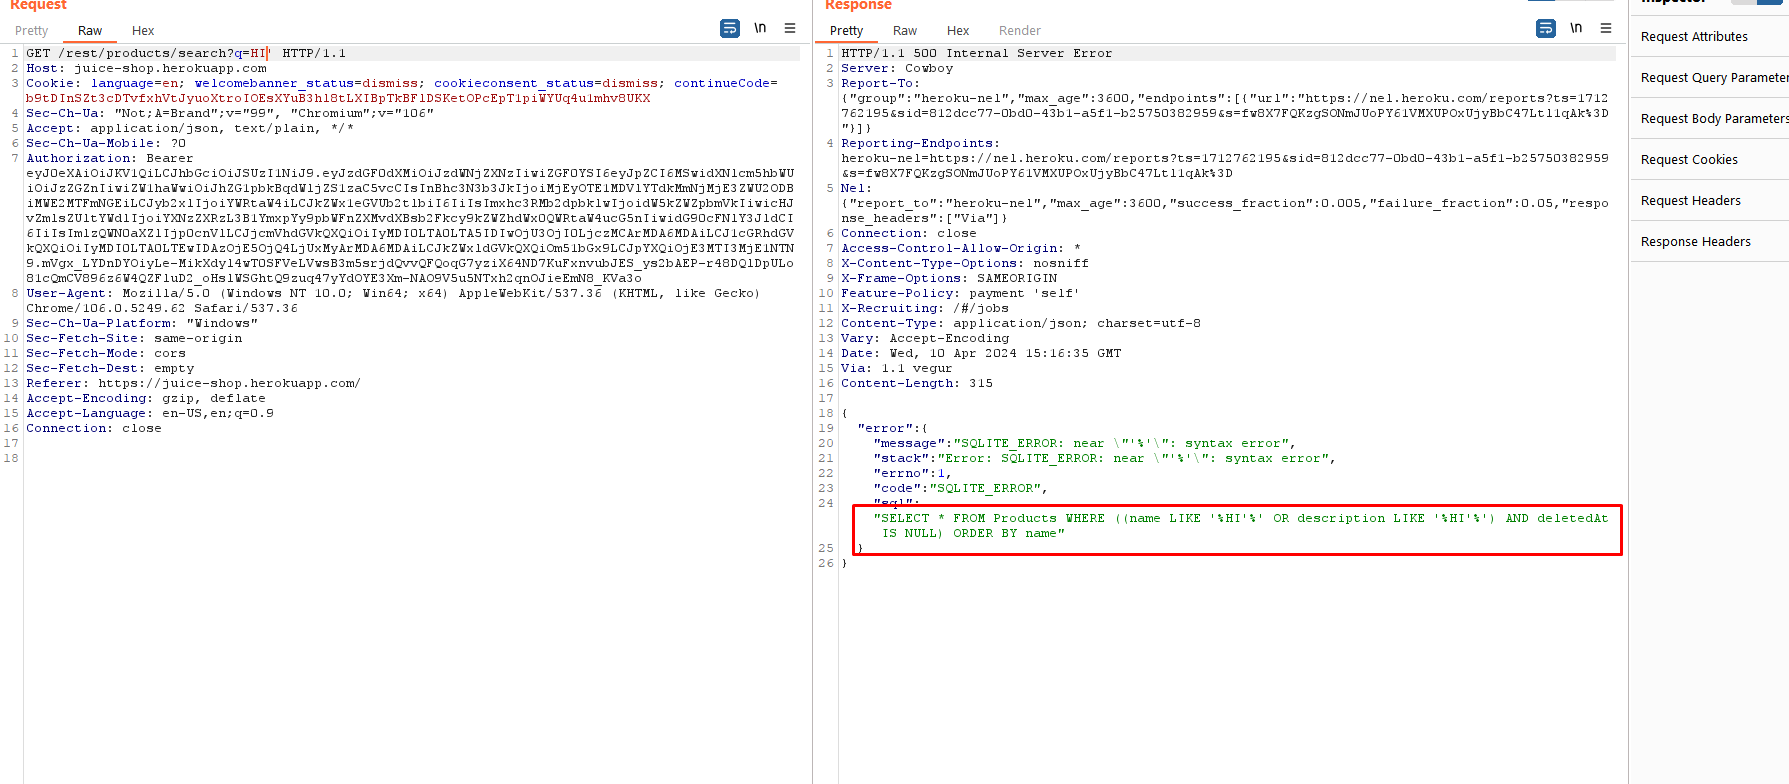 Request
Response
Inspector
Pretty Raw Hex
\n
Pretty Raw Hex Render
\n
1 GET /rest/products/search?q=HI' HTTP/1.1
2 Host: juice-shop.herokuapp.com
3 Cookie: language=en; welcomebanner_status=dismiss; cookieconsent_status=dismiss; continueCode=
4 Sec-Ch-Ua: "Not;A=Brand";v="99", "Chromium";v="106"
5 Accept: application/json, text/plain, */*
6 Sec-Ch-Ua-Mobile: ?0
7 Authorization: Bearer
8 User-Agent: Mozilla/5.0 (Windows NT 10.0; Win64; x64) AppleWebKit/537.36 (KHTML, like Gecko)
Chrome/106.0.5249.62 Safari/537.36
9 Sec-Ch-Ua-Platform: "Windows"
10 Sec-Fetch-Site: same-origin
11 Sec-Fetch-Mode: cors
12 Sec-Fetch-Dest: empty
13 Referer: https://juice-shop.herokuapp.com/
14 Accept-Encoding: gzip, deflate
15 Accept-Language: en-US,en;q=0.9
16 Connection: close
17
18
1 HTTP/1.1 500 Internal Server Error
2 Server: Cowboy
3 Report-To:
{"group":"heroku-nel","max_age":3600,"endpoints":[{"url":"https://nel.heroku.com/reports?ts=1712
762195&sid=812dcc77-0bd0-43b1-a5f1-b25750382959&s=
"}]}
4 Reporting-Endpoints:
heroku-nel=https://nel.heroku.com/reports?ts=1712762195&sid=812dcc77-0bd0-43b1-a5f1-b25750382959
5 Nel:
{"report_to":"heroku-nel","max_age":3600,"success_fraction":0.005,"failure_fraction":0.05,"respo
nse_headers":["Via"]}
6 Connection: close
7 Access-Control-Allow-Origin: *
8 X-Content-Type-Options: nosniff
9 X-Frame-Options: SAMEORIGIN
10 Feature-Policy: payment 'self'
11 X-Recruiting: /#/jobs
12 Content-Type: application/json; charset=utf-8
13 Vary: Accept-Encoding
14 Date: Wed, 10 Apr 2024 15:16:35 GMT
15 Via: 1.1 vegur
16 Content-Length: 315
17
18 {
19 "error":{
20 "message":"SQLITE_ERROR: near \"'%'\": syntax error",
21 "stack":"Error: SQLITE_ERROR: near \"'%'\": syntax error",
22 "errno":1,
23 "code":"SQLITE_ERROR",
24 "sql":
"SELECT * FROM Products WHERE ((name LIKE '%HI'%' OR description LIKE '%HI'%') AND deletedAt
IS NULL) ORDER BY name"
25 }
26 }
Request Attributes
Request Query Parameter
Request Body Parameters
Request Cookies
Request Headers
Response Headers